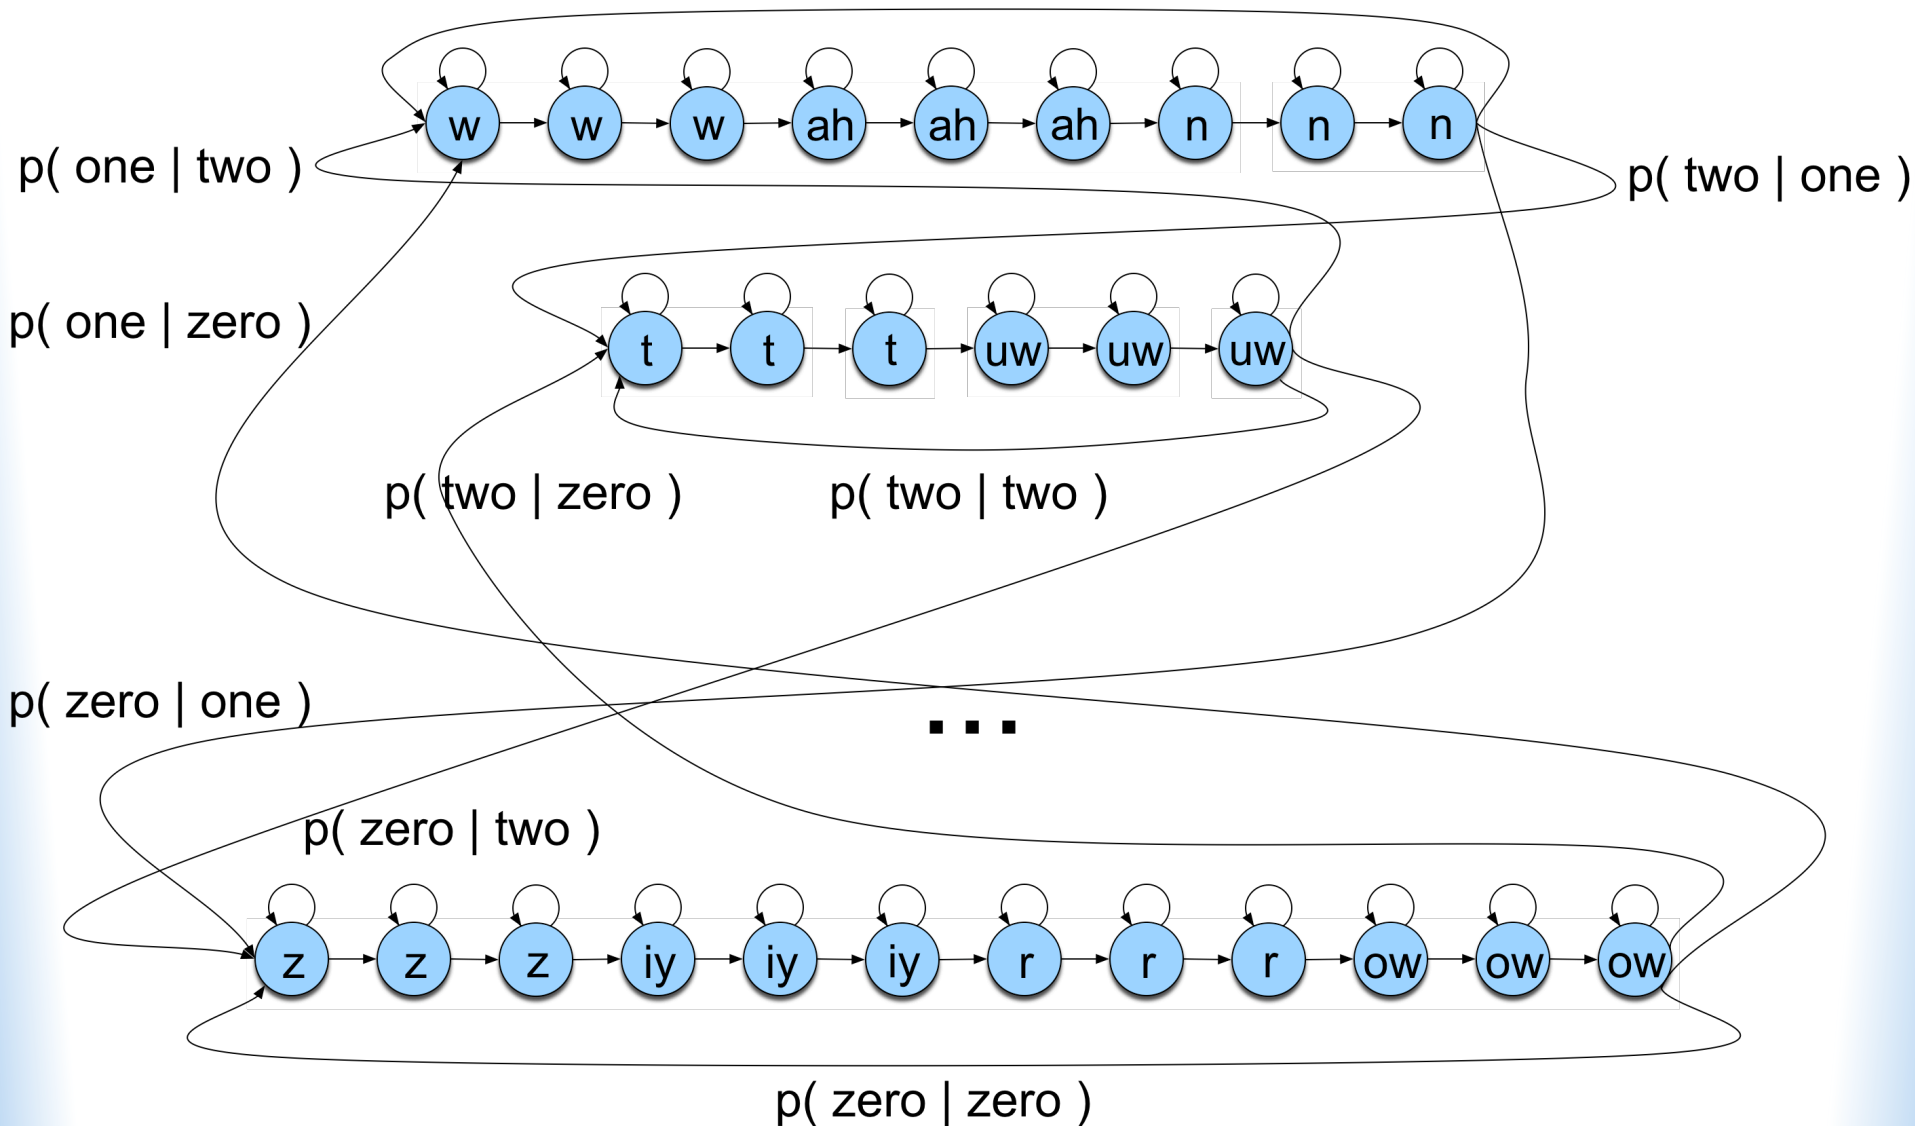 w w w ah ah ah n n n
p( one | two )
p( two | one )
p( one | zero )
t t t uw uw uw
p( two | zero )
p( two | two )
p( zero | one )
...
p( zero | two )
z z z iy iy iy r r r ow ow ow
p( zero | zero )